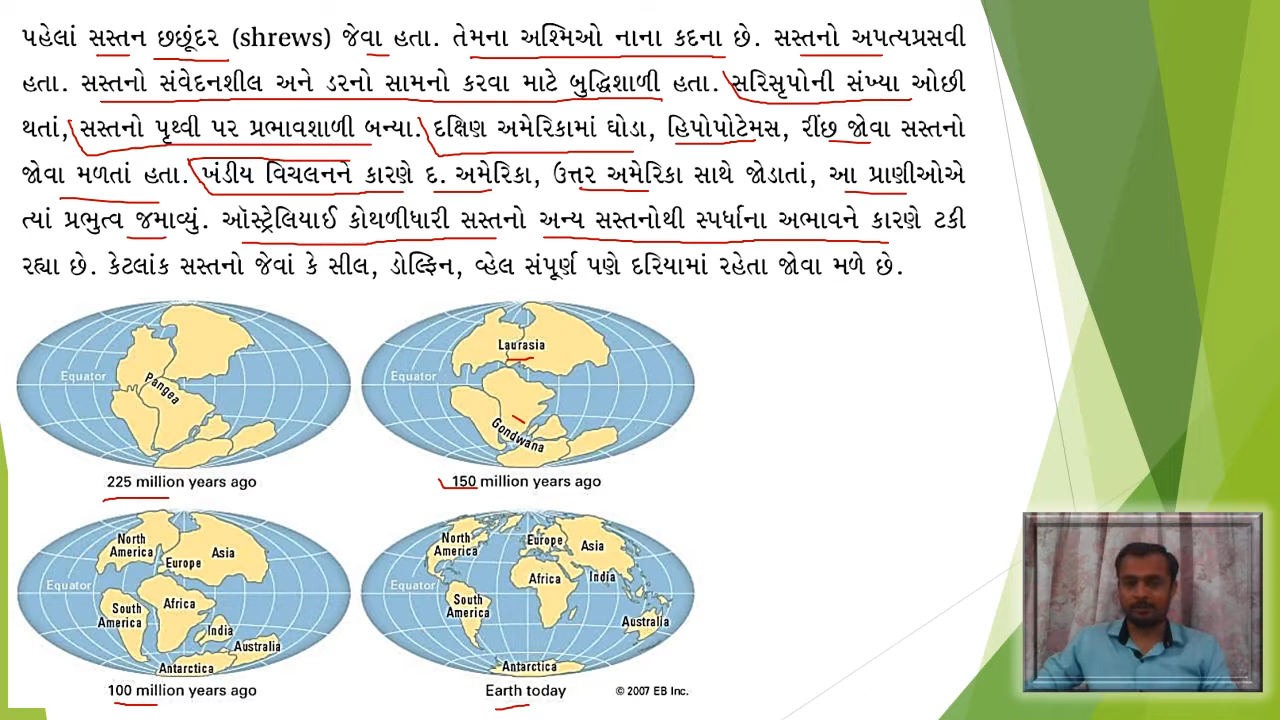 પહેલાં સસ્તન છછૂંદર (shrews) જેવા હતા. તેમના અશ્મિઓ નાના કદના છે. સસ્તનો અપત્યપ્રસવી
હતા. સસ્તનો સંવેદનશીલ અને ડરનો સામનો કરવા માટે બુદ્ધિશાળી હતા. સરિસૃપોની સંખ્યા ઓછી
થતાં, સસ્તનો પૃથ્વી પર પ્રભાવશાળી બન્યા. દક્ષિણ અમેરિકામાં ઘોડા, હિપોપોટેમસ, રીંછ જોવા સસ્તનો
જોવા મળતાં હતા. ખંડીય વિચલનને કારણે દ. અમેરિકા, ઉત્તર અમેરિકા સાથે જોડાતાં, આ પ્રાણીઓએ
ત્યાં પ્રભુત્વ જમાવ્યું. ઑસ્ટ્રેલિયાઈ કોથળીધારી સસ્તનો અન્ય સસ્તનોથી સ્પર્ધાના અભાવને કારણે ટકી
રહ્યા છે. કેટલાંક સસ્તનો જેવાં કે સીલ, ડોલ્ફિન, વ્હેલ સંપૂર્ણ પણે દરિયામાં રહેતા જોવા મળે છે.
Equator
Pangea
225 million years ago
Laurasia
Equator
Gondwana
150 million years ago
North
America
Asia
Europe
Equator
South
America
Africa
India
Australia
Antarctica
100 million years ago
North
America
Europe
Asia
Equator
Africa
India
South
America
Australia
Antarctica
Earth today
© 2007 EB Inc.